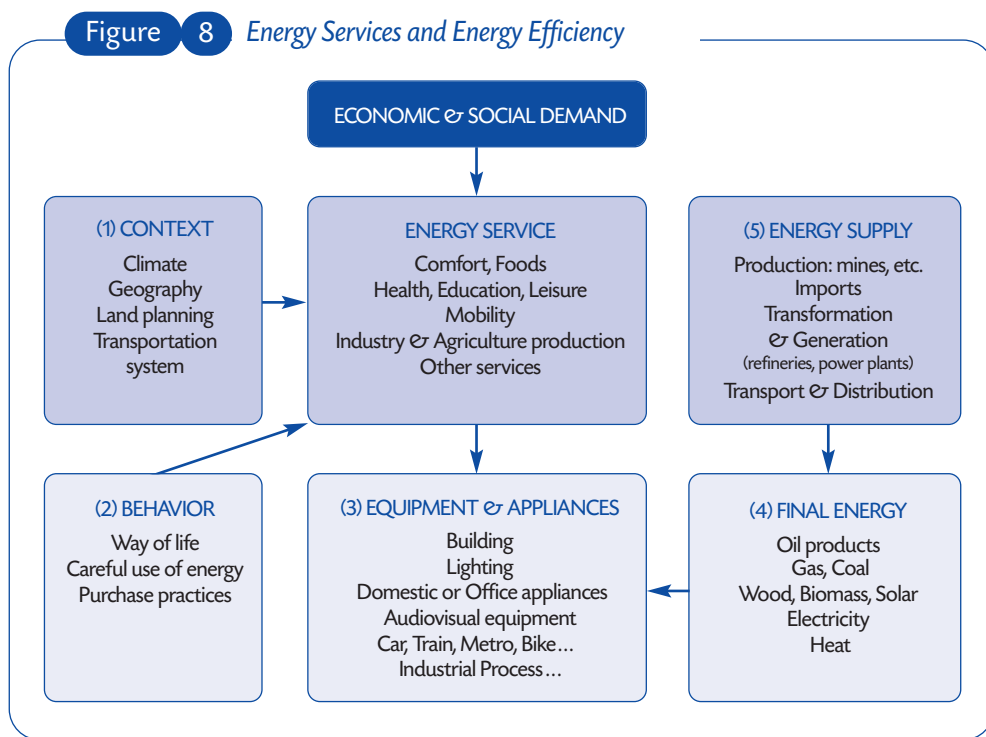 Figure 8 Energy Services and Energy Efficiency
ECONOMIC & SOCIAL DEMAND
(1) CONTEXT
Climate
Geography
Land planning
Transportation
system
ENERGY SERVICE
Comfort, Foods
Health, Education, Leisure
Mobility
Industry & Agriculture production
Other services
(5) ENERGY SUPPLY
Production: mines, etc.
Imports
Transformation
& Generation
(refineries, power plants)
Transport & Distribution
(2) BEHAVIOR
Way of life
Careful use of energy
Purchase practices
(3) EQUIPMENT & APPLIANCES
Building
Lighting
Domestic or Office appliances
Audiovisual equipment
Car, Train, Metro, Bike...
Industrial Process...
(4) FINAL ENERGY
Oil products
Gas, Coal
Wood, Biomass, Solar
Electricity
Heat